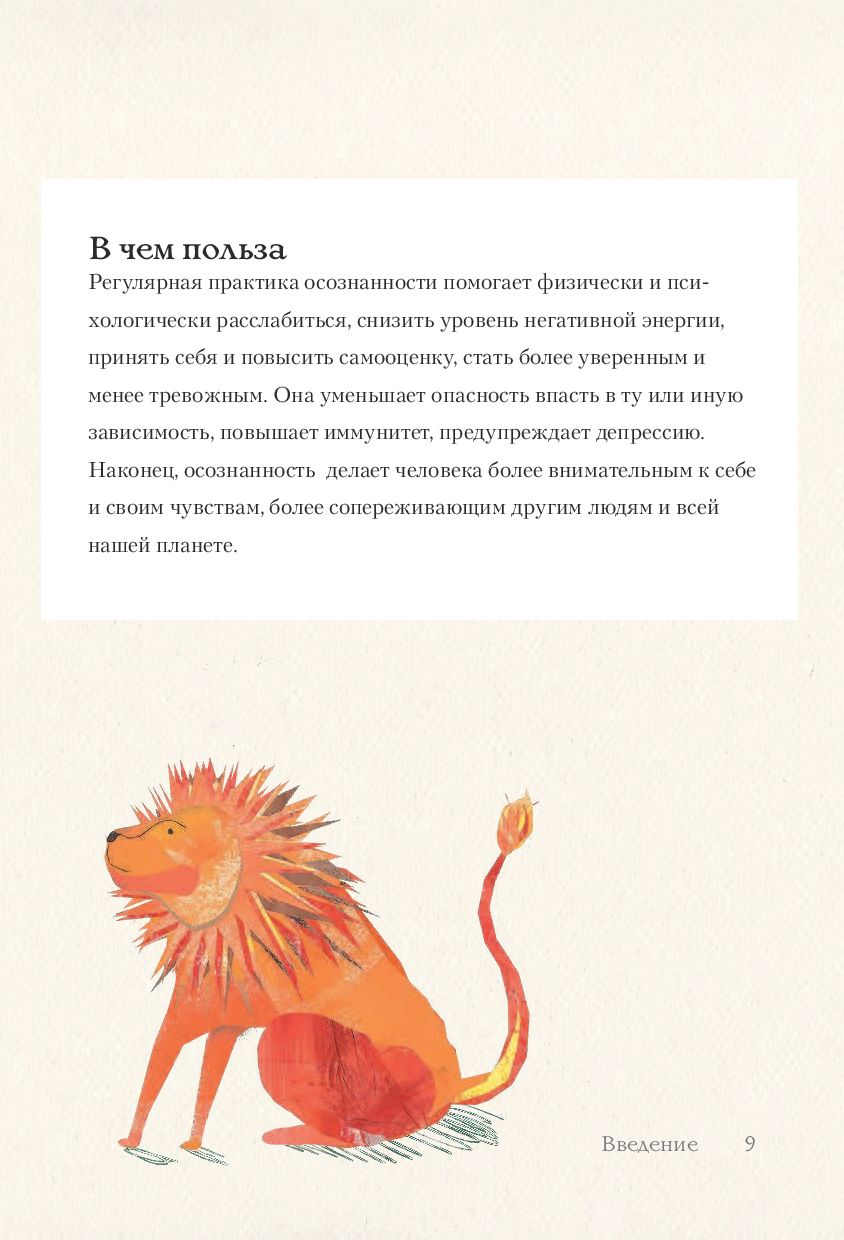 В чем польза
Регулярная практика осознанности помогает физически и пси-
хологически расслабиться, снизить уровень негативной энергии,
принять себя и повысить самооценку, стать более уверенным и
менее тревожным. Она уменьшает опасность впасть в ту или иную
зависимость, повышает иммунитет, предупреждает депрессию.
Наконец, осознанность  делает человека более внимательным к себе
и своим чувствам, более сопереживающим другим людям и всей
нашей планете.
Введение 9